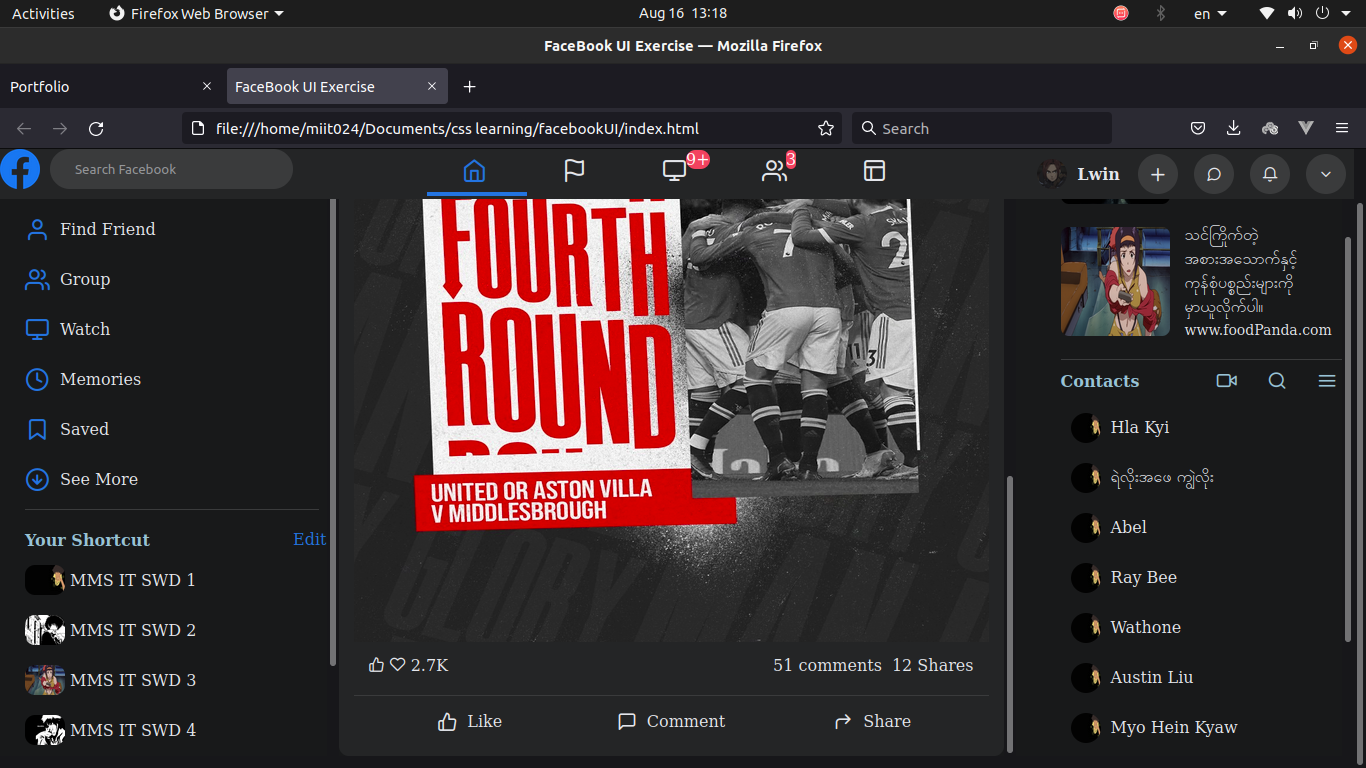 Activities
Firefox Web Browser
Aug 16 13:18
en
FaceBook UI Exercise — Mozilla Firefox
Portfolio
FaceBook UI Exercise
file:///home/miit024/Documents/css learning/facebookUI/index.html
Search
Search Facebook
9+
3
Lwin
Find Friend
Group
Watch
Memories
Saved
See More
Your Shortcut
Edit
MMS IT SWD 1
MMS IT SWD 2
MMS IT SWD 3
MMS IT SWD 4
FOURTH
ROUND
7
2
11
3
UNITED OR ASTON VILLA
V MIDDLESBROUGH
GLORY MAN
2.7K
51 comments 12 Shares
Like
Comment
Share
သင်ကြိုက်တဲ့
အစားအသောက်နှင့်
ကုန်စုံပစ္စည်းများကို
မှာယူလိုက်ပါ။
www.foodPanda.com
Contacts
Hla Kyi
ရဲလိုးအဖေ ကျွဲလိုး
Abel
Ray Bee
Wathone
Austin Liu
Myo Hein Kyaw